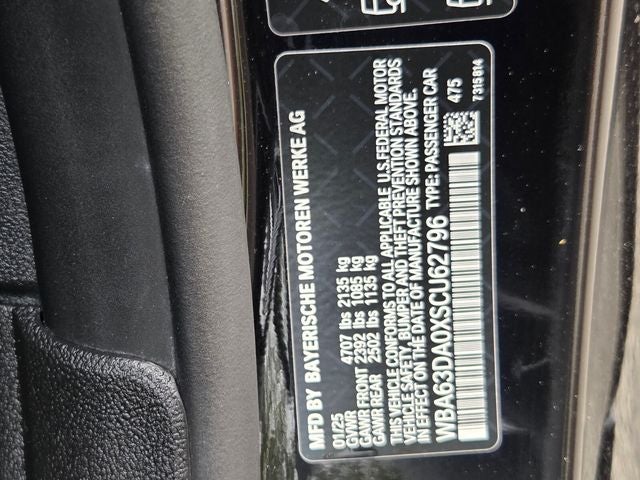 MFD BY BAYERISCHE MOTOREN WERKE AG
01/25
GVWR 4707 lbs 2135 kg
GAWR FRONT 2392 lbs 1085 kg
GAWR REAR 2502 lbs 1135 kg
THIS VEHICLE CONFORMS TO ALL APPLICABLE U.S.FEDERAL MOTOR
VEHICLE SAFETY, BUMPER AND THEFT PREVENTION STANDARDS
IN EFFECT ON THE DATE OF MANUFACTURE SHOWN ABOVE.
WBA63DA0XSCU62796 TYPE: PASSENGER CAR
475
7315814